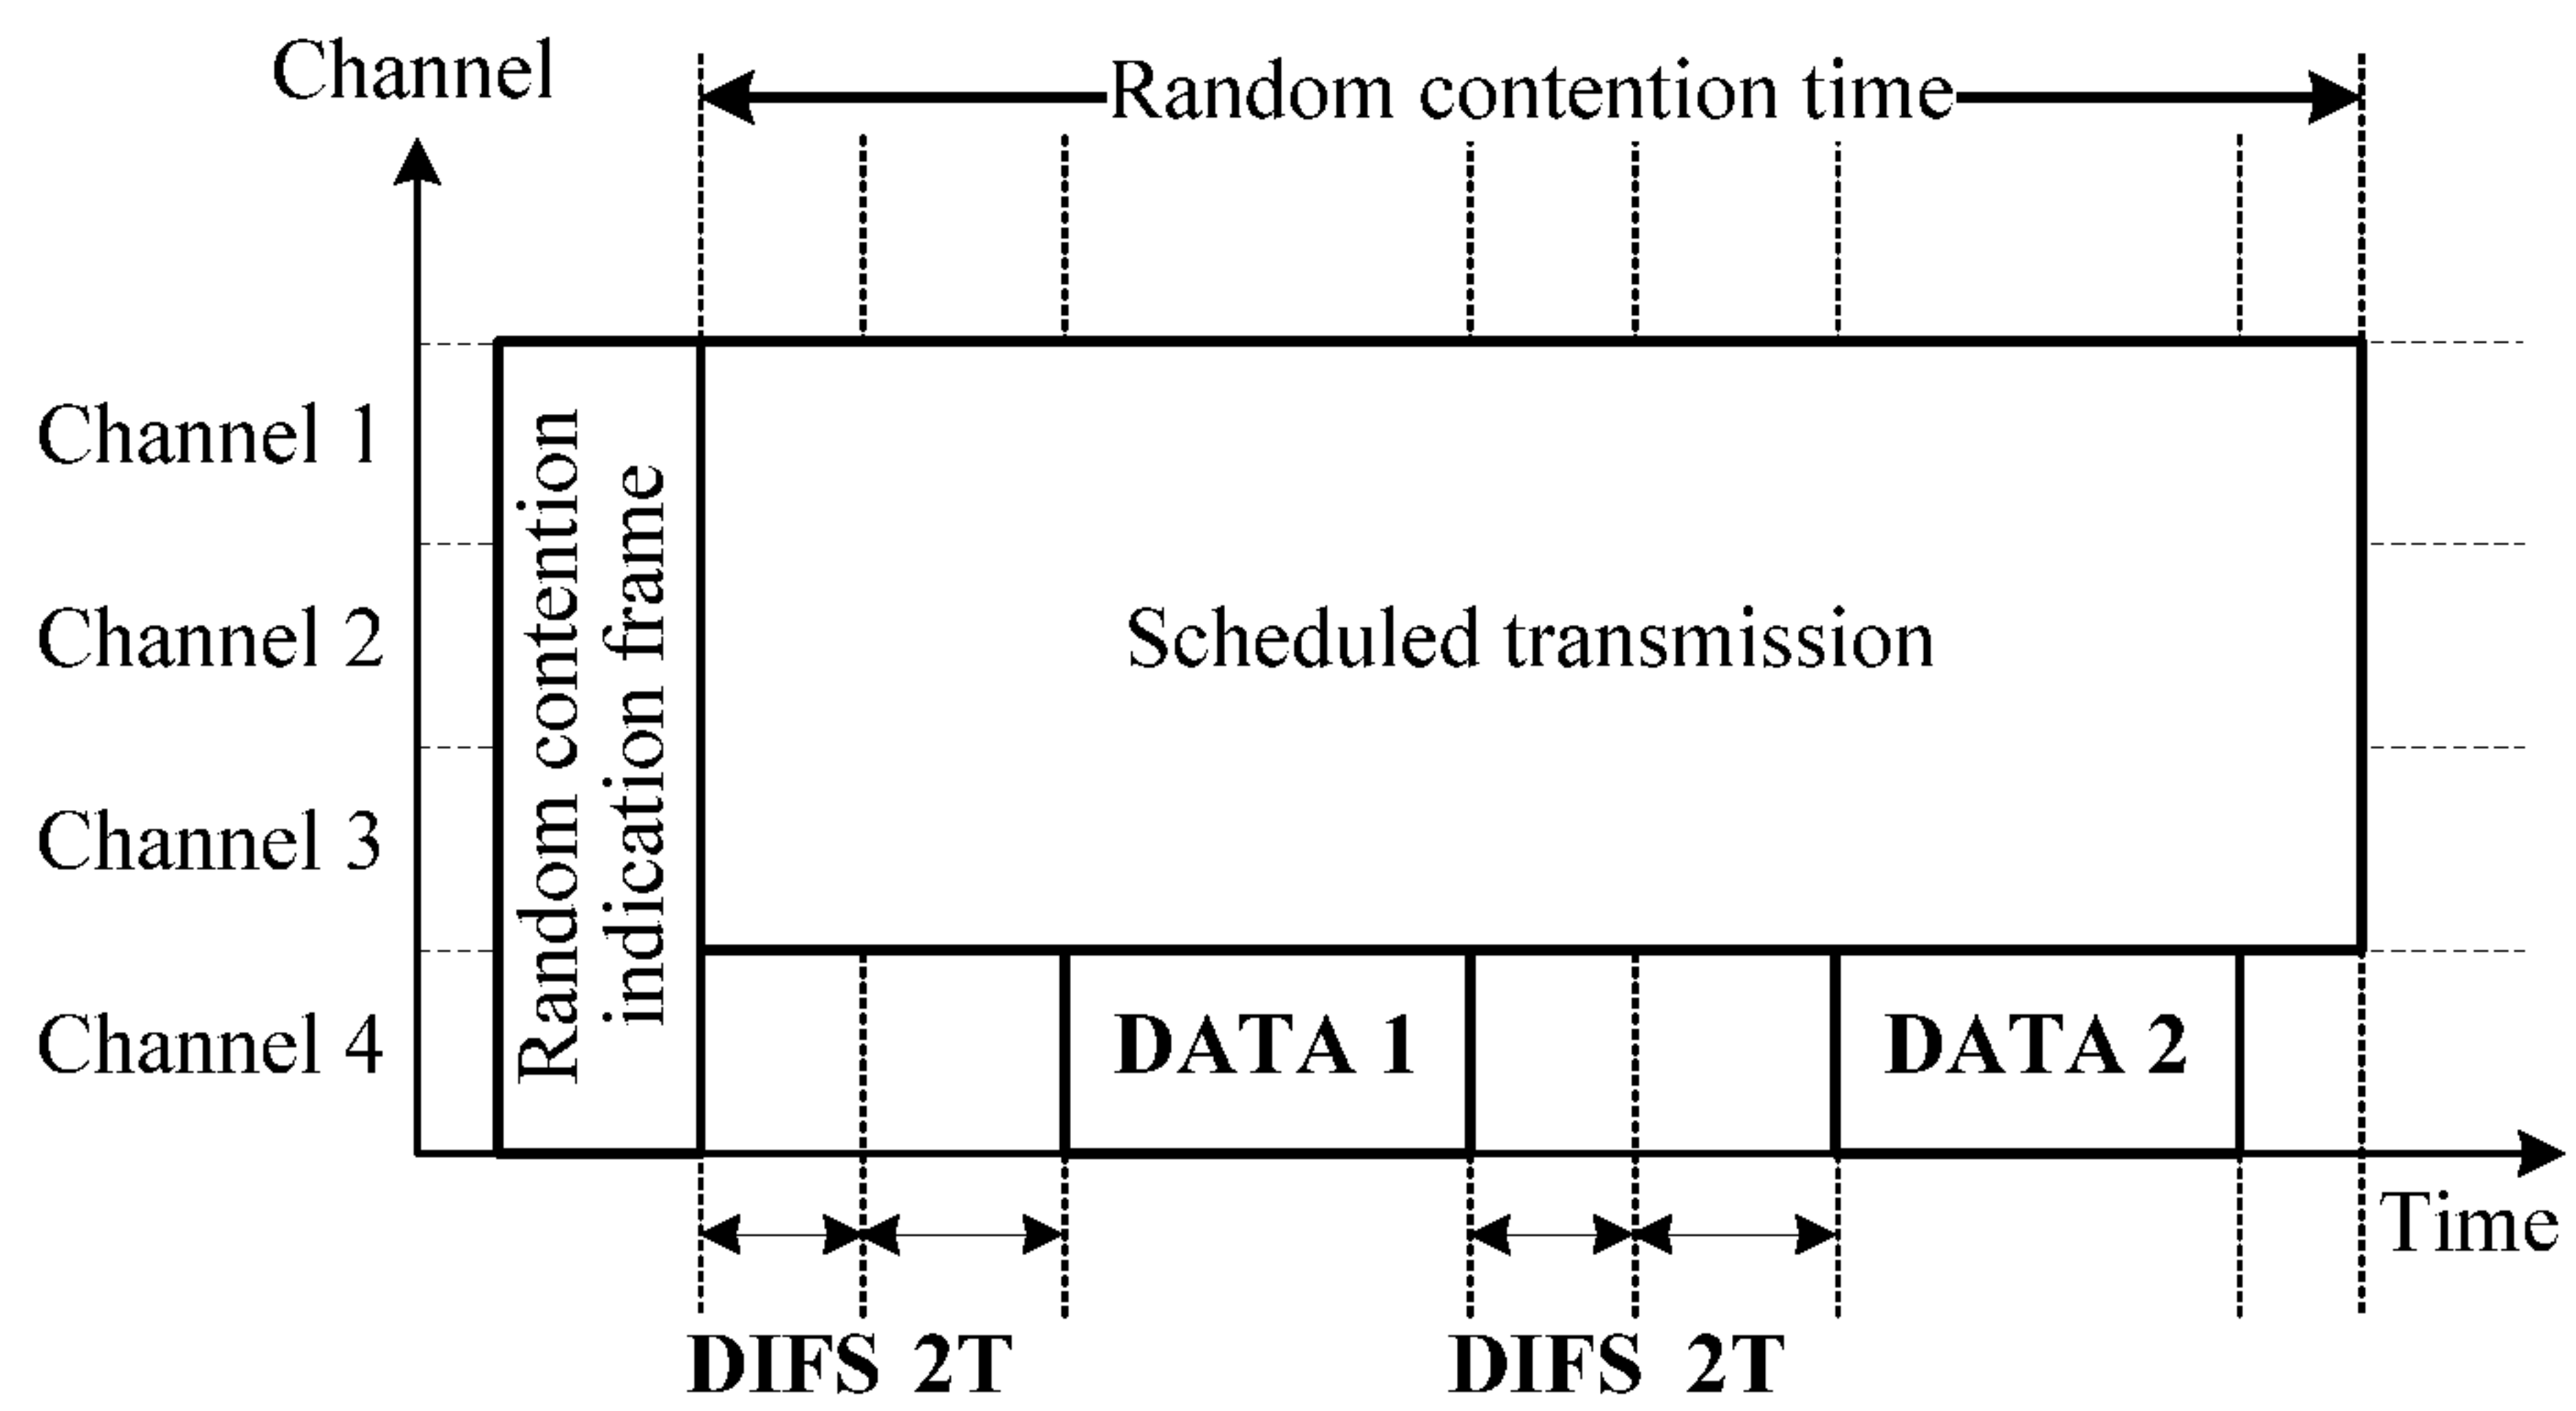 Channel
Random contention time
Channel 1
Channel 2
Channel 3
Channel 4
Random contention
indication frame
Scheduled transmission
DATA 1
DATA 2
Time
DIFS 2T
DIFS 2T